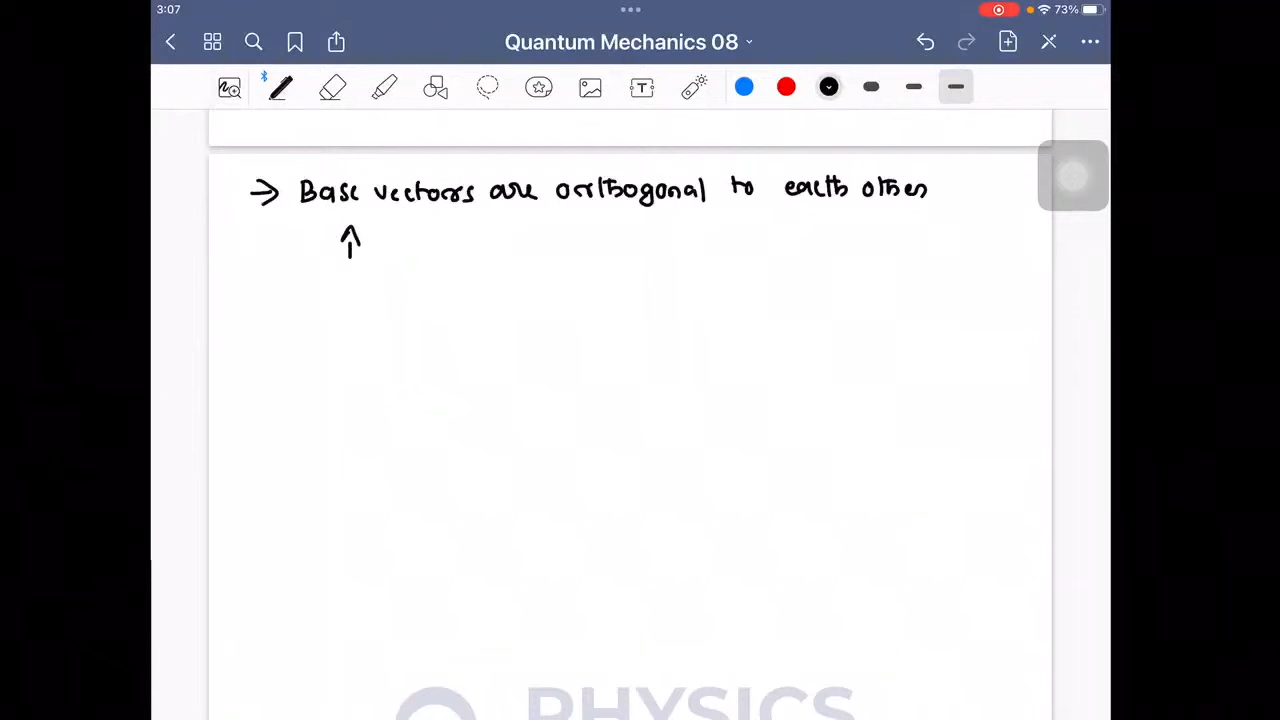 3:07
73%
Quantum Mechanics 08
T
→ Base vectors are orthogonal to each other
↑
PHYSICS